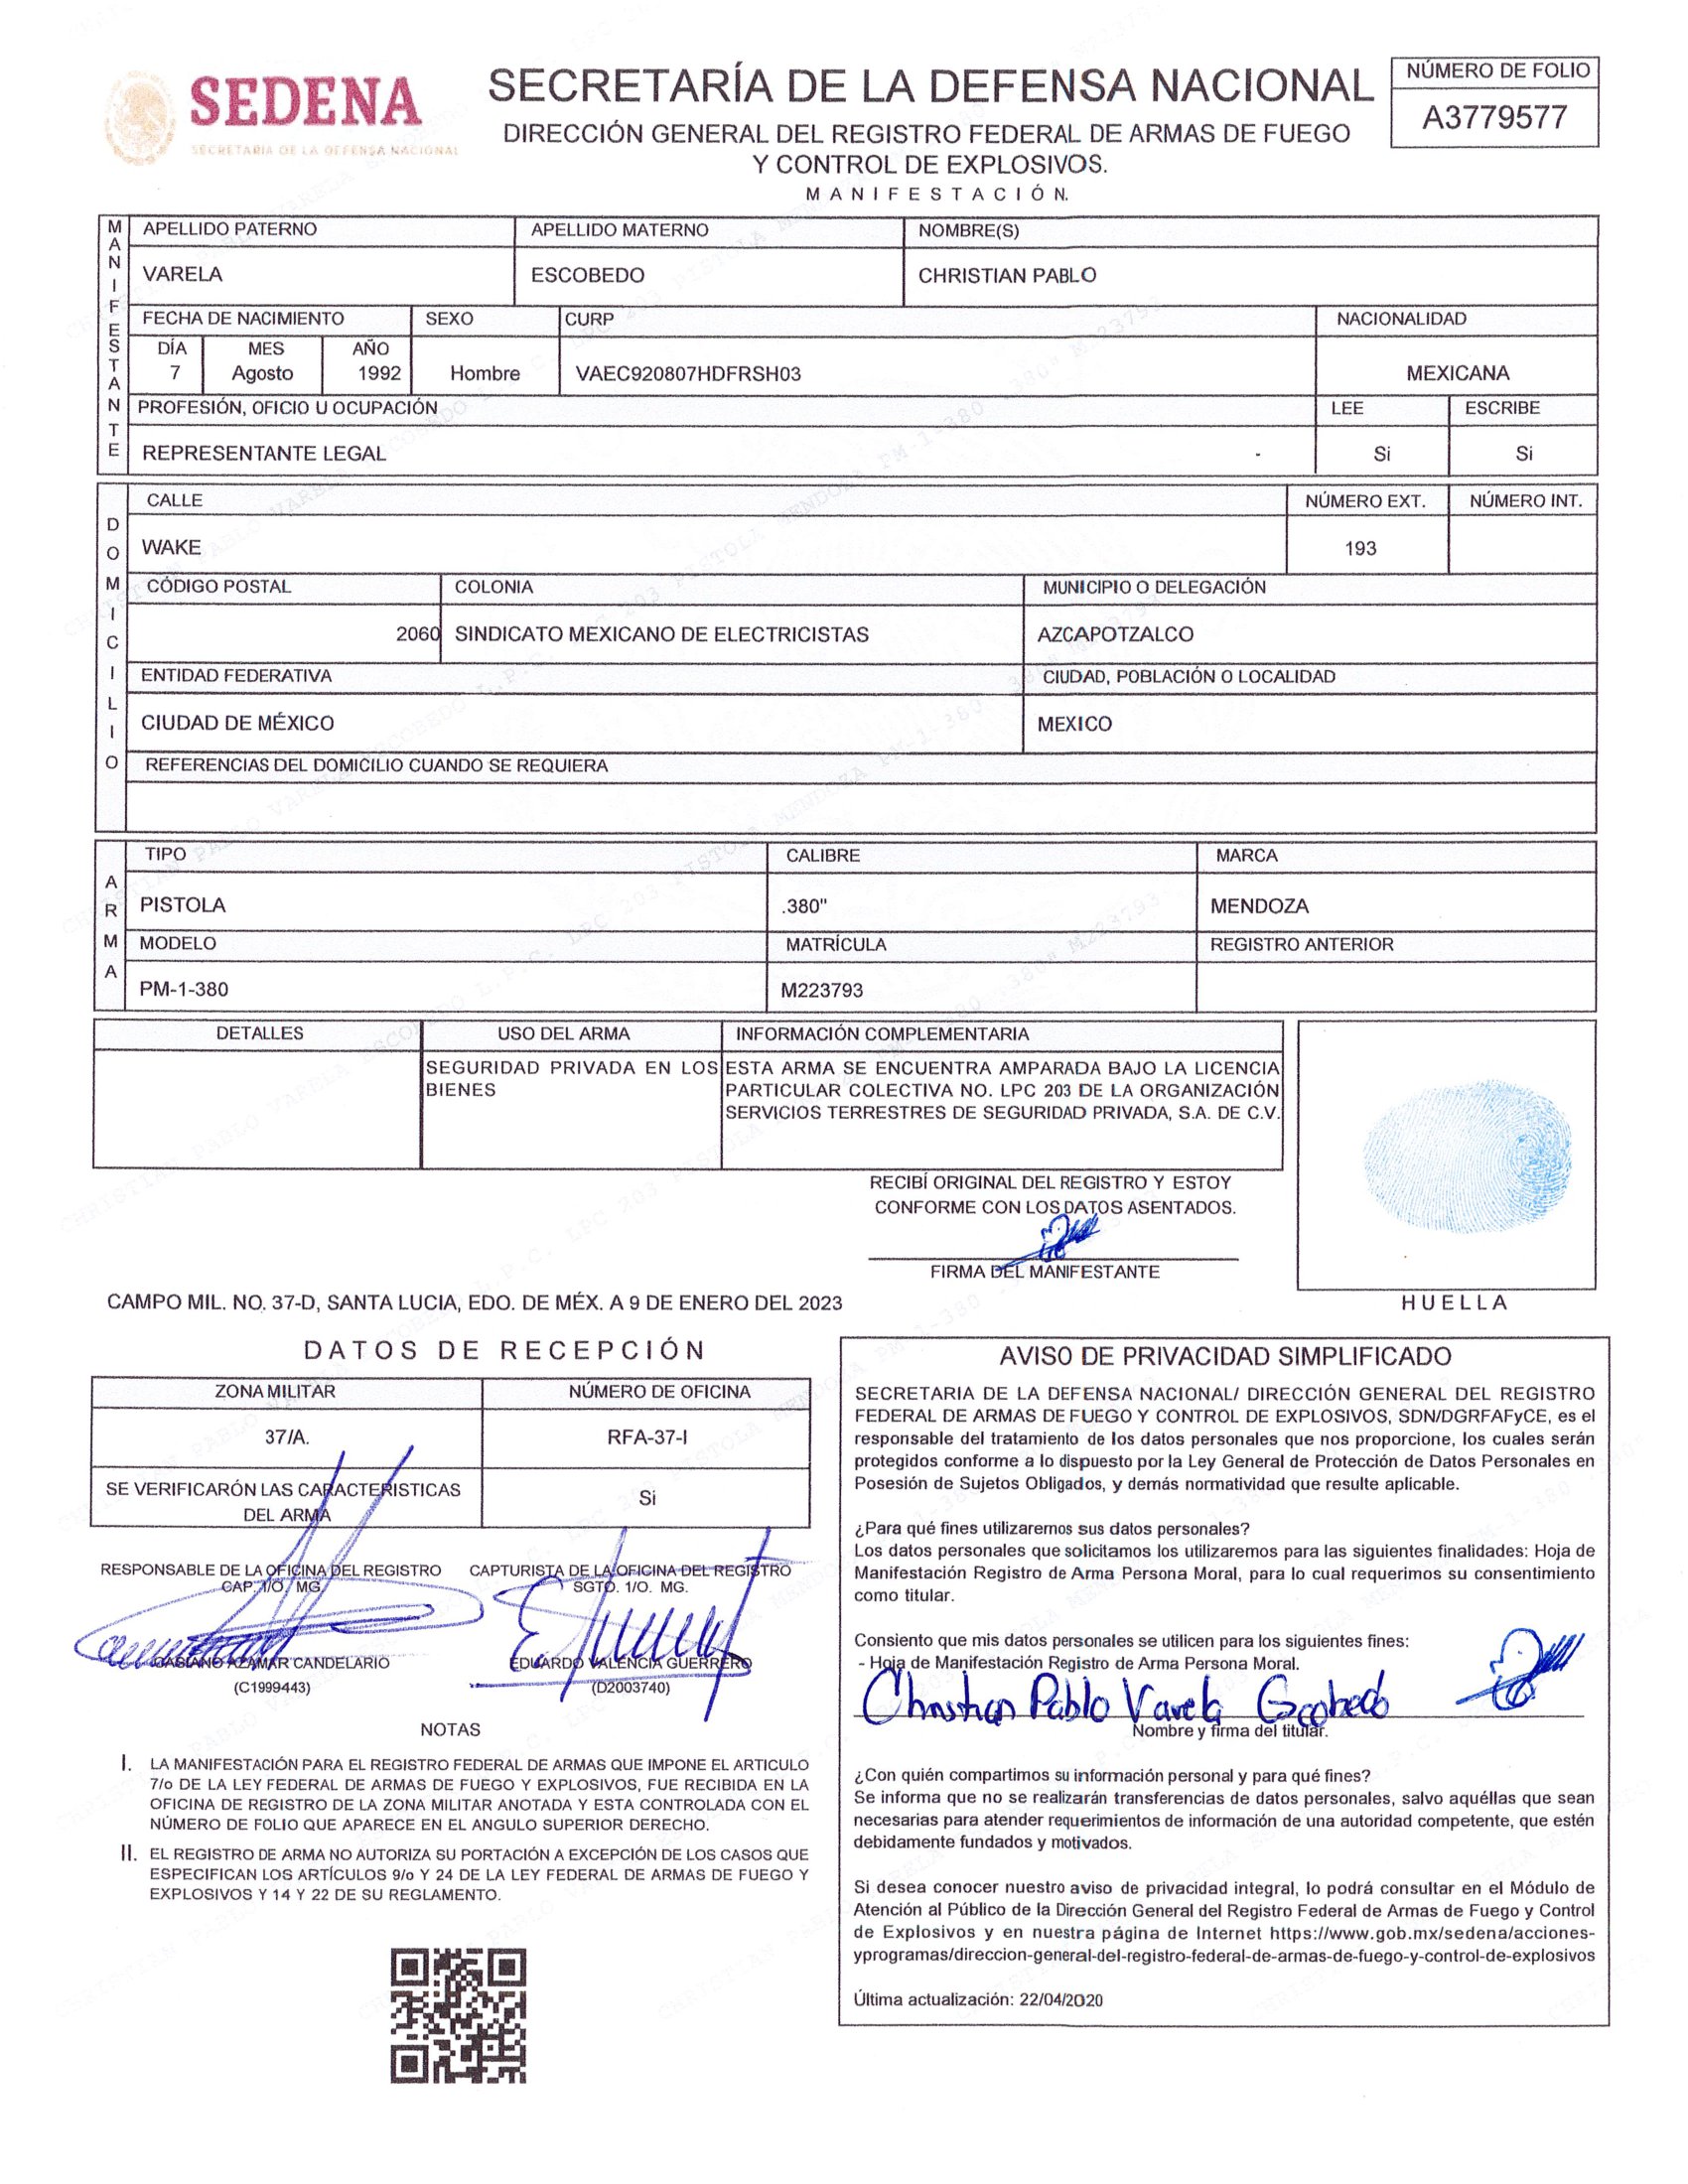 SEDENA
SECRETARÍA DE LA DEFENSA NACIONAL
SECRETARÍA DE LA DEFENSA NACIONAL
DIRECCIÓN GENERAL DEL REGISTRO FEDERAL DE ARMAS DE FUEGO
Y CONTROL DE EXPLOSIVOS.
MANIFESTACIÓN.
NÚMERO DE FOLIO
A3779577
MANIFESTANTE
APELLIDO PATERNO APELLIDO MATERNO NOMBRE(S)
VARELA ESCOBEDO CHRISTIAN PABLO
FECHA DE NACIMIENTO SEXO CURP NACIONALIDAD
DÍA MES AÑO
7 Agosto 1992 Hombre VAEC920807HDFRSH03 MEXICANA
PROFESIÓN, OFICIO U OCUPACIÓN LEE ESCRIBE
REPRESENTANTE LEGAL Si Si
DOMICILIO
CALLE NÚMERO EXT. NÚMERO INT.
WAKE 193
CÓDIGO POSTAL COLONIA MUNICIPIO O DELEGACIÓN
2060 SINDICATO MEXICANO DE ELECTRICISTAS AZCAPOTZALCO
ENTIDAD FEDERATIVA CIUDAD, POBLACIÓN O LOCALIDAD
CIUDAD DE MÉXICO MEXICO
REFERENCIAS DEL DOMICILIO CUANDO SE REQUIERA
ARMA
TIPO CALIBRE MARCA
PISTOLA .380" MENDOZA
MODELO MATRÍCULA REGISTRO ANTERIOR
PM-1-380 M223793
DETALLES USO DEL ARMA INFORMACIÓN COMPLEMENTARIA
SEGURIDAD PRIVADA EN LOS
BIENES
ESTA ARMA SE ENCUENTRA AMPARADA BAJO LA LICENCIA
PARTICULAR COLECTIVA NO. LPC 203 DE LA ORGANIZACIÓN
SERVICIOS TERRESTRES DE SEGURIDAD PRIVADA, S.A. DE C.V.
RECIBÍ ORIGINAL DEL REGISTRO Y ESTOY
CONFORME CON LOS DATOS ASENTADOS.
FIRMA DEL MANIFESTANTE
HUELLA
CAMPO MIL. NO. 37-D, SANTA LUCIA, EDO. DE MÉX. A 9 DE ENERO DEL 2023
DATOS DE RECEPCIÓN
ZONA MILITAR NÚMERO DE OFICINA
37/A. RFA-37-I
SE VERIFICARÓN LAS CARACTERISTICAS
DEL ARMA
Si
RESPONSABLE DE LA OFICINA DEL REGISTRO
CAP. 1/O. MG.
AZAMAR CANDELARIO
(C1999443)
CAPTURISTA DE LA OFICINA DEL REGISTRO
SGTO. 1/O. MG.
EDUARDO VALENCIA GUERRERO
(D2003740)
NOTAS
I. LA MANIFESTACIÓN PARA EL REGISTRO FEDERAL DE ARMAS QUE IMPONE EL ARTICULO
7/o DE LA LEY FEDERAL DE ARMAS DE FUEGO Y EXPLOSIVOS, FUE RECIBIDA EN LA
OFICINA DE REGISTRO DE LA ZONA MILITAR ANOTADA Y ESTA CONTROLADA CON EL
NÚMERO DE FOLIO QUE APARECE EN EL ANGULO SUPERIOR DERECHO.
II. EL REGISTRO DE ARMA NO AUTORIZA SU PORTACIÓN A EXCEPCIÓN DE LOS CASOS QUE
ESPECIFICAN LOS ARTÍCULOS 9/o Y 24 DE LA LEY FEDERAL DE ARMAS DE FUEGO Y
EXPLOSIVOS Y 14 Y 22 DE SU REGLAMENTO.
AVISO DE PRIVACIDAD SIMPLIFICADO
SECRETARIA DE LA DEFENSA NACIONAL/ DIRECCIÓN GENERAL DEL REGISTRO
FEDERAL DE ARMAS DE FUEGO Y CONTROL DE EXPLOSIVOS, SDN/DGRFAFyCE, es el
responsable del tratamiento de los datos personales que nos proporcione, los cuales serán
protegidos conforme a lo dispuesto por la Ley General de Protección de Datos Personales en
Posesión de Sujetos Obligados, y demás normatividad que resulte aplicable.
¿Para qué fines utilizaremos sus datos personales?
Los datos personales que solicitamos los utilizaremos para las siguientes finalidades: Hoja de
Manifestación Registro de Arma Persona Moral, para lo cual requerimos su consentimiento
como titular.
Consiento que mis datos personales se utilicen para los siguientes fines:
- Hoja de Manifestación Registro de Arma Persona Moral.
Christian Pablo Varela Escobedo
Nombre y firma del titular.
¿Con quién compartimos su información personal y para qué fines?
Se informa que no se realizarán transferencias de datos personales, salvo aquéllas que sean
necesarias para atender requerimientos de información de una autoridad competente, que estén
debidamente fundados y motivados.
Si desea conocer nuestro aviso de privacidad integral, lo podrá consultar en el Módulo de
Atención al Público de la Dirección General del Registro Federal de Armas de Fuego y Control
de Explosivos y en nuestra página de Internet https://www.gob.mx/sedena/acciones-
yprogramas/direccion-general-del-registro-federal-de-armas-de-fuego-y-control-de-explosivos
Última actualización: 22/04/2020